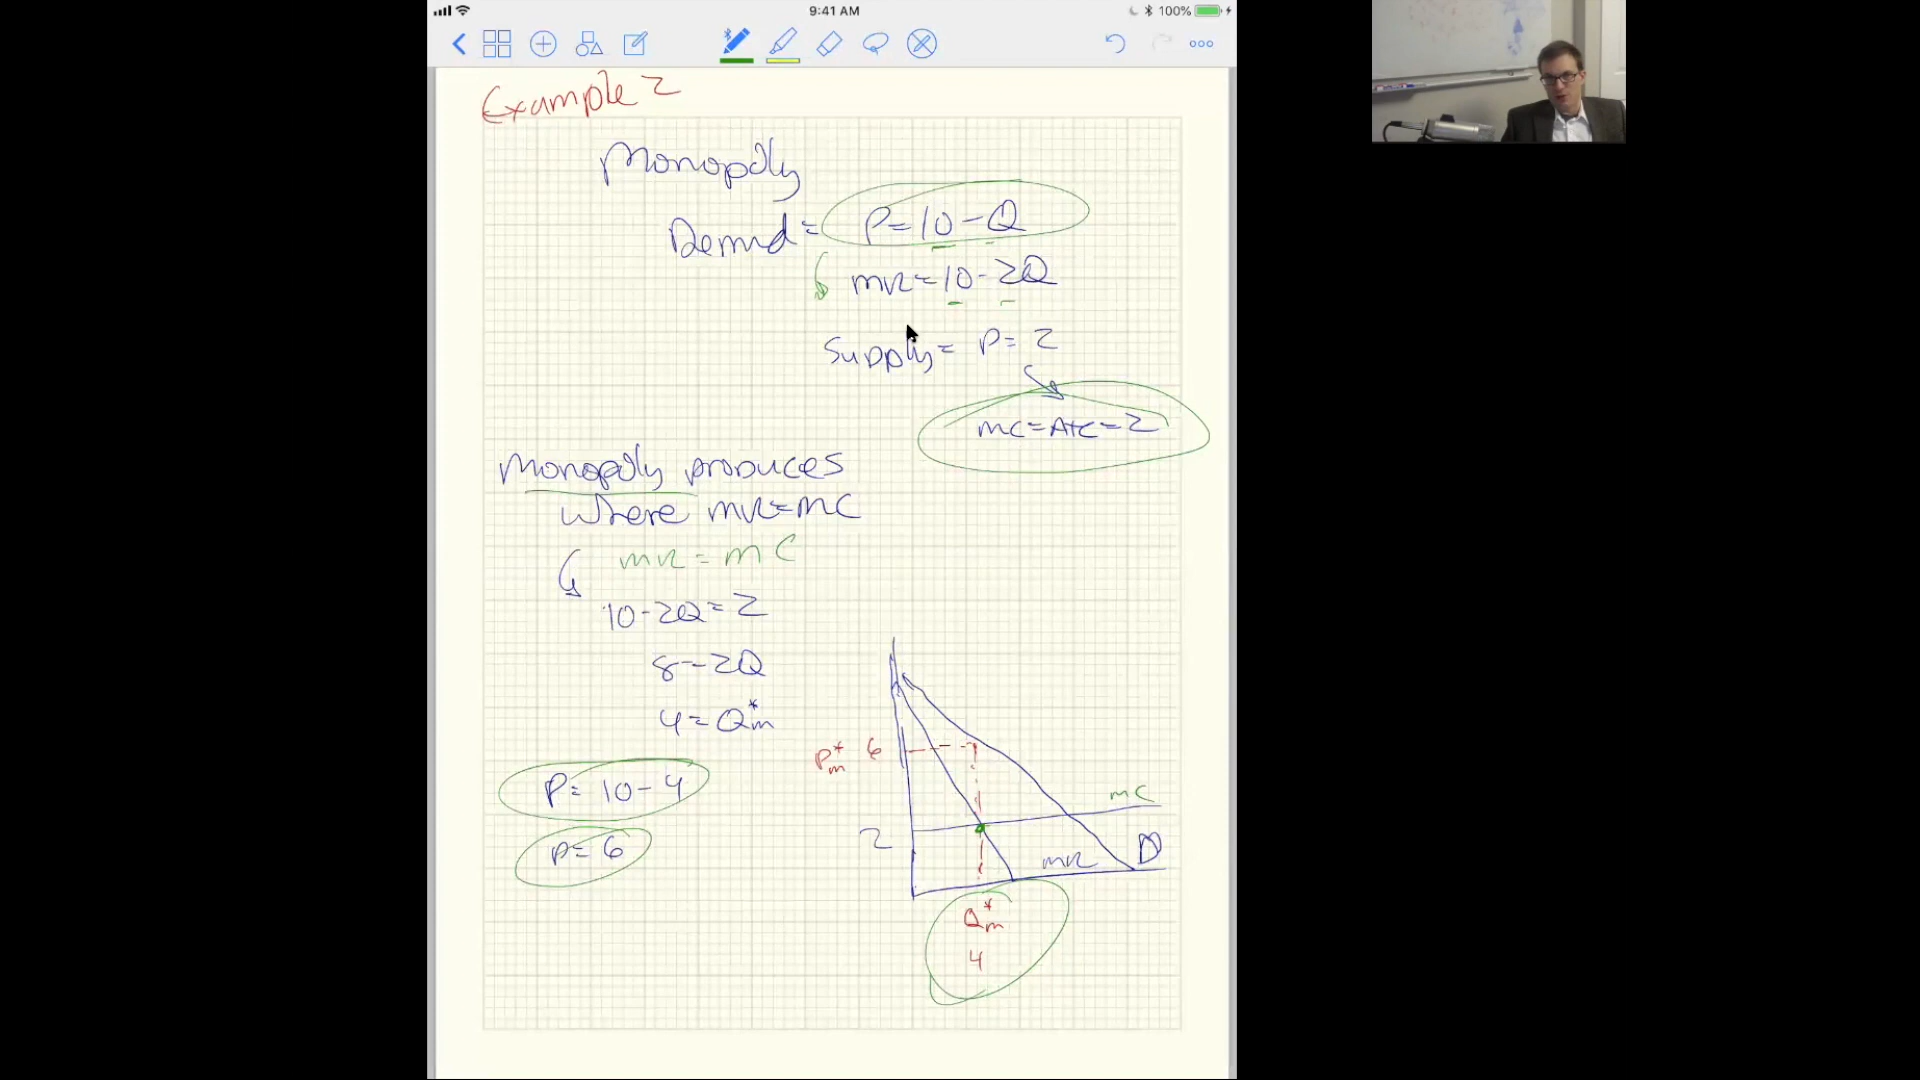 9:41 AM
100%
Example 2
Monopoly
Demnd = P = 10 - Q
MR = 10 - 2Q
Supply = P = 2
MC = ATC = 2
Monopoly produces
where MR = MC
MR = MC
10 - 2Q = 2
8 = 2Q
4 = Q*m
P = 10 - 4
P = 6
P*m 6
MC
2
MR
D
Q*m
4